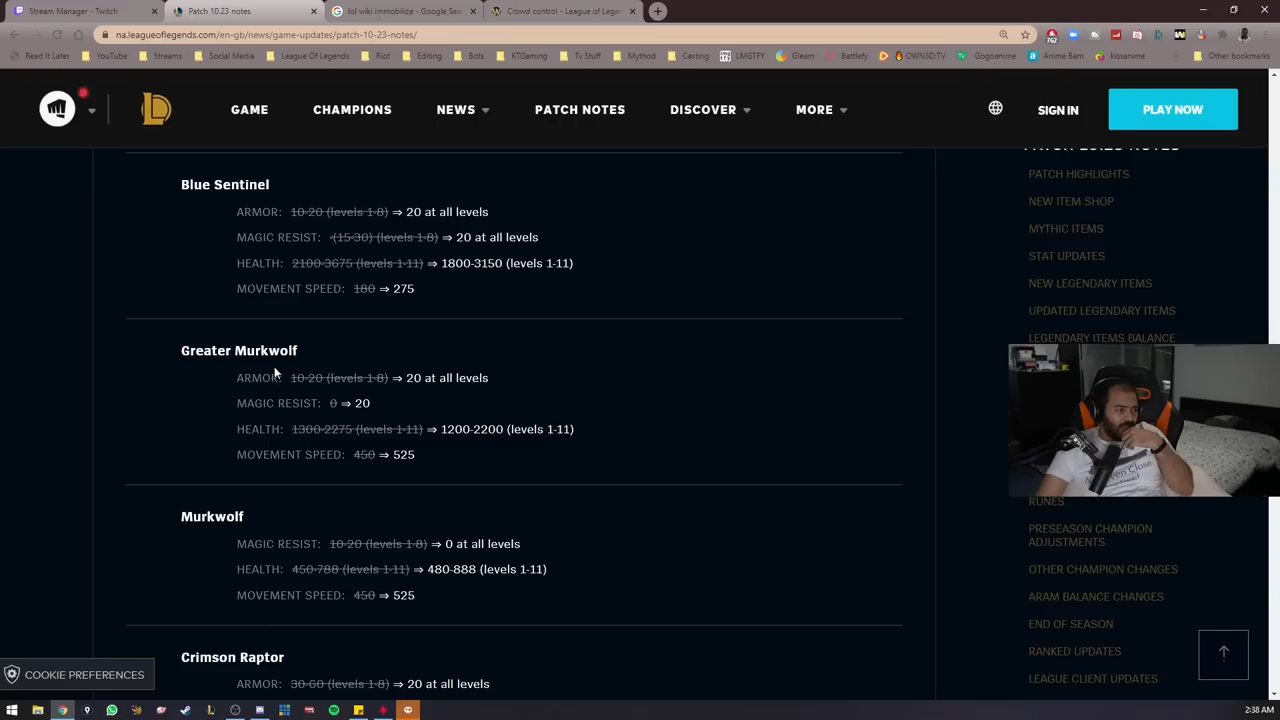 Stream Manager - Twitch
Patch 10.23 notes
lol wiki immobilize - Google Sea
Crowd control - League of Legen
na.leagueoflegends.com/en-gb/news/game-updates/patch-10-23-notes/
762
Read It Later
YouTube
Streams
Social Media
League Of Legends
Riot
Editing
Bots
KTGaming
Tv Stuff
Mythod
Casting
LMGTFY
Gleam
Battlefy
OWN3D:TV
Gogoanime
Anime Bam
kissanime
Other bookmarks
GAME
CHAMPIONS
NEWS
PATCH NOTES
DISCOVER
MORE
SIGN IN
PLAY NOW
PATCH 10.23 NOTES
PATCH HIGHLIGHTS
NEW ITEM SHOP
MYTHIC ITEMS
STAT UPDATES
NEW LEGENDARY ITEMS
UPDATED LEGENDARY ITEMS
LEGENDARY ITEMS BALANCE
RUNES
PRESEASON CHAMPION
ADJUSTMENTS
OTHER CHAMPION CHANGES
ARAM BALANCE CHANGES
END OF SEASON
RANKED UPDATES
LEAGUE CLIENT UPDATES
Blue Sentinel
ARMOR: 10-20 (levels 1-8) ⇒ 20 at all levels
MAGIC RESIST: -(15-30) (levels 1-8) ⇒ 20 at all levels
HEALTH: 2100-3675 (levels 1-11) ⇒ 1800-3150 (levels 1-11)
MOVEMENT SPEED: 180 ⇒ 275
Greater Murkwolf
ARMOR: 10-20 (levels 1-8) ⇒ 20 at all levels
MAGIC RESIST: 0 ⇒ 20
HEALTH: 1300-2275 (levels 1-11) ⇒ 1200-2200 (levels 1-11)
MOVEMENT SPEED: 450 ⇒ 525
Murkwolf
MAGIC RESIST: 10-20 (levels 1-8) ⇒ 0 at all levels
HEALTH: 450-788 (levels 1-11) ⇒ 480-888 (levels 1-11)
MOVEMENT SPEED: 450 ⇒ 525
Crimson Raptor
ARMOR: 30-60 (levels 1-8) ⇒ 20 at all levels
COOKIE PREFERENCES
2:38 AM